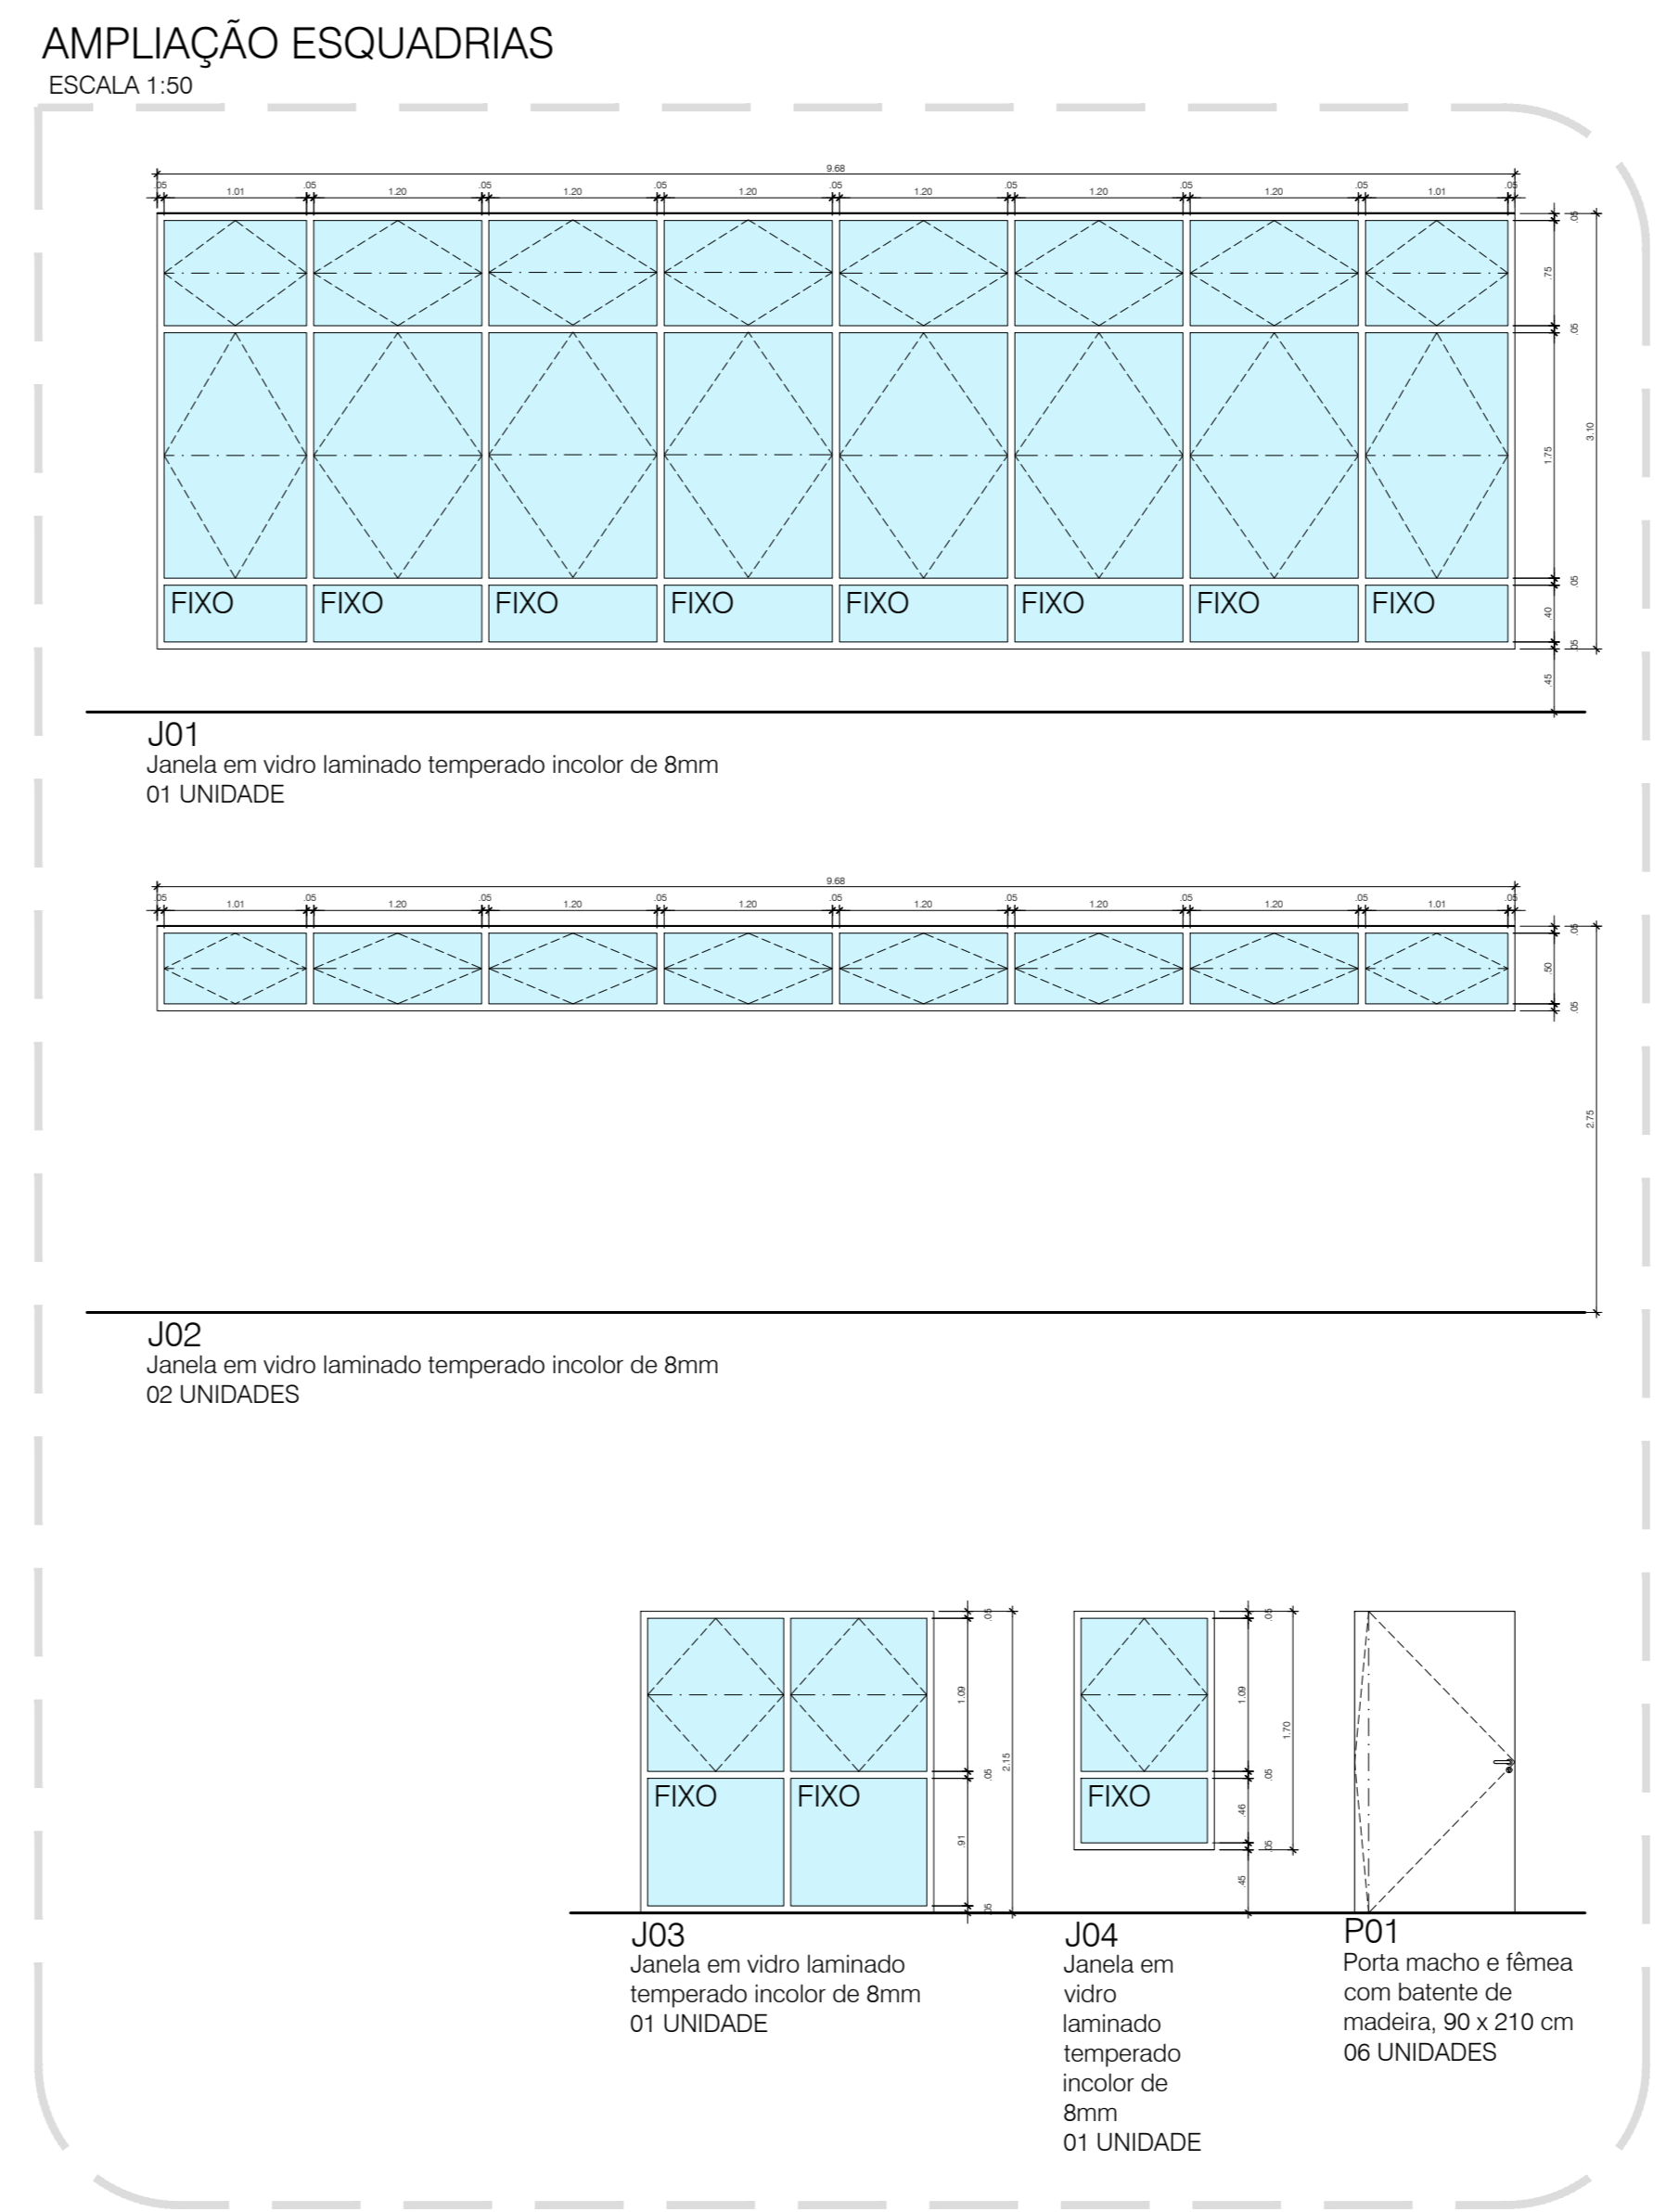 AMPLIAÇÃO ESQUADRIAS
ESCALA 1:50
9.68
.05 1.01 .05 1.20 .05 1.20 .05 1.20 .05 1.20 .05 1.20 .05 1.20 .05 1.01 .05
.05
.75
.05
1.75
3.10
.05
FIXO FIXO FIXO FIXO FIXO FIXO FIXO FIXO
.40
.05
.45
J01
Janela em vidro laminado temperado incolor de 8mm
01 UNIDADE
9.68
.05 1.01 .05 1.20 .05 1.20 .05 1.20 .05 1.20 .05 1.20 .05 1.20 .05 1.01 .05
.05
.50
.05
2.75
J02
Janela em vidro laminado temperado incolor de 8mm
02 UNIDADES
.05
1.09
.05
2.15
FIXO FIXO
.91
.05
J03
Janela em vidro laminado
temperado incolor de 8mm
01 UNIDADE
.05
1.09
1.70
.05
FIXO
.46
.05
.45
J04
Janela em
vidro
laminado
temperado
incolor de
8mm
01 UNIDADE
P01
Porta macho e fêmea
com batente de
madeira, 90 x 210 cm
06 UNIDADES